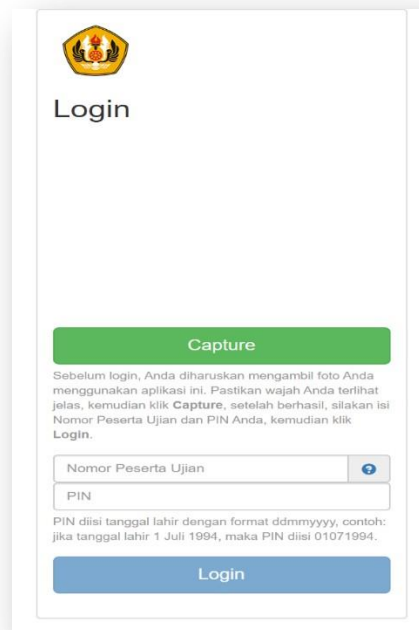 Login
Capture
Sebelum login, Anda diharuskan mengambil foto Anda
menggunakan aplikasi ini. Pastikan wajah Anda terlihat
jelas, kemudian klik Capture, setelah berhasil, silakan isi
Nomor Peserta Ujian dan PIN Anda, kemudian klik
Login.
Nomor Peserta Ujian
PIN
PIN diisi tanggal lahir dengan format ddmmyyyy, contoh:
jika tanggal lahir 1 Juli 1994, maka PIN diisi 01071994.
Login